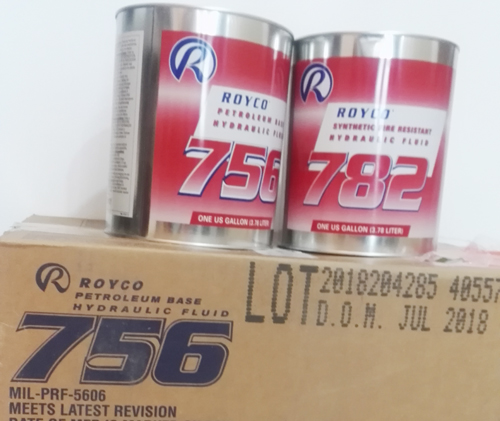 ROYCO
PETROLEUM BASE
HYDRAULIC FLUID
756
ONE US GALLON (3.78 LITER)
ROYCO
SYNTHETIC FIRE RESISTANT
HYDRAULIC FLUID
782
ONE US GALLON (3.78 LITER)
ROYCO
PETROLEUM BASE
HYDRAULIC FLUID
756
MIL-PRF-5606
MEETS LATEST REVISION
LOT 2018204285 40557
D.O.M. JUL 2018